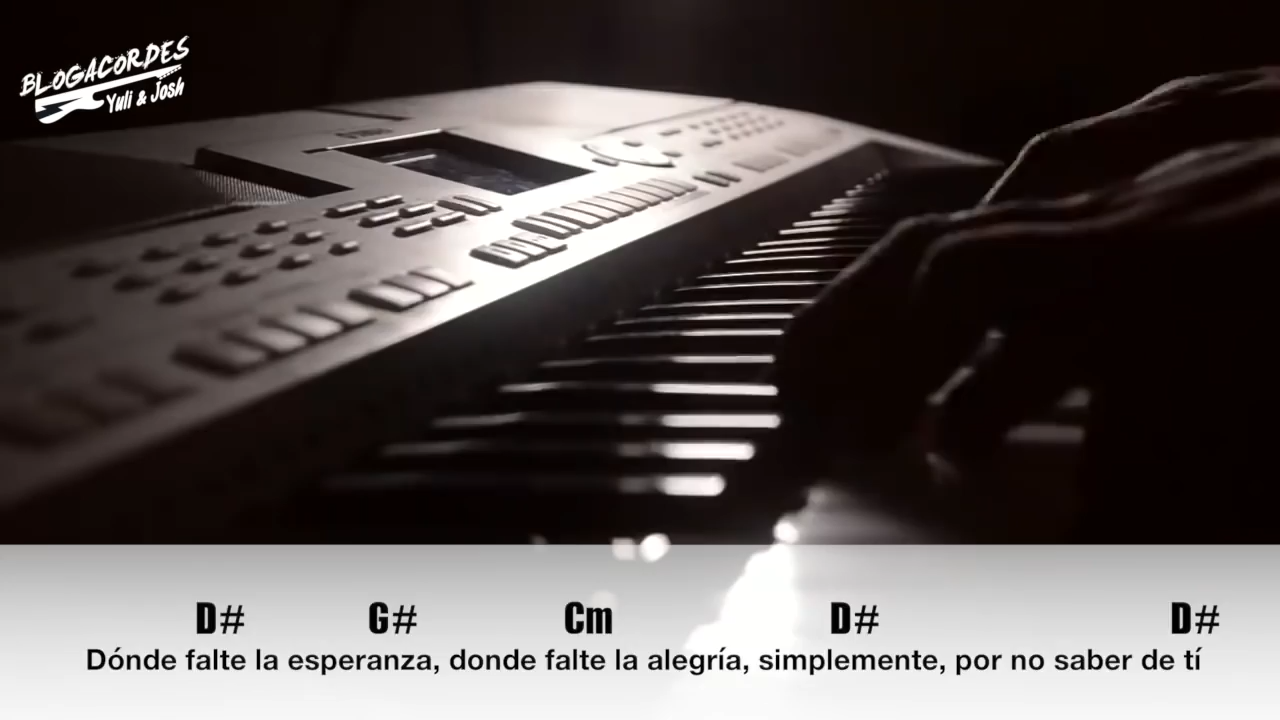 BLOGACORDES
Yuli & Josh
D# G# Cm D# D#
Dónde falte la esperanza, donde falte la alegría, simplemente, por no saber de tí